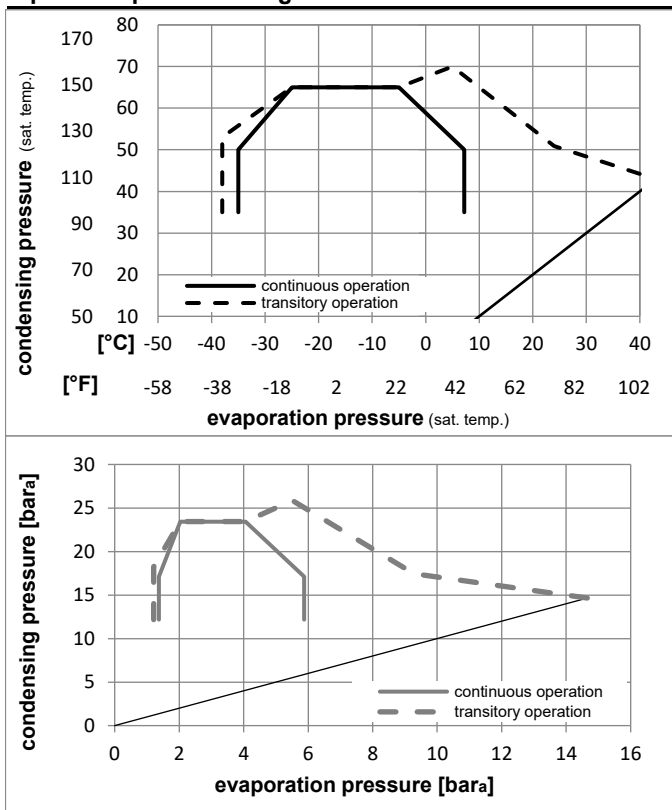 170
80
70
150
60
130
50
110
40
90
30
70
20
50
10
condensing pressure (sat. temp.)
continuous operation
transitory operation
[°C] -50 -40 -30 -20 -10 0 10 20 30 40
[°F] -58 -38 -18 2 22 42 62 82 102
evaporation pressure (sat. temp.)
30
25
20
15
10
5
0
condensing pressure [bara]
continuous operation
transitory operation
0 2 4 6 8 10 12 14 16
evaporation pressure [bara]